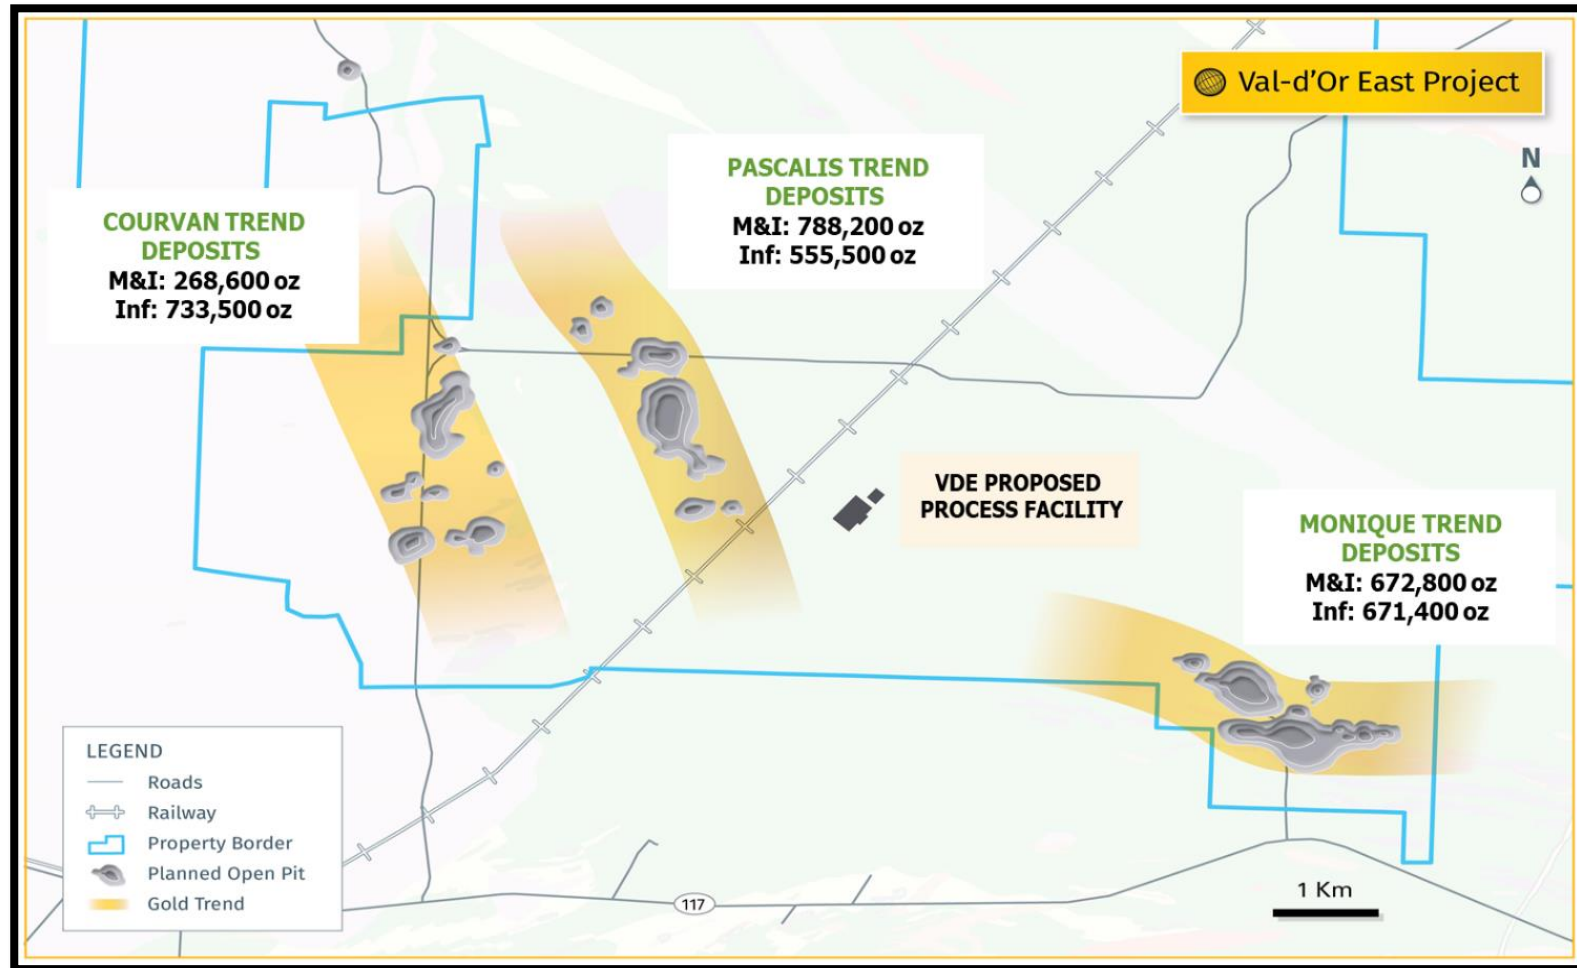 Val-d'Or East Project
N
PASCALIS TREND
DEPOSITS
M&I: 788,200 oz
Inf: 555,500 oz
COURVAN TREND
DEPOSITS
M&I: 268,600 oz
Inf: 733,500 oz
VDE PROPOSED
PROCESS FACILITY
MONIQUE TREND
DEPOSITS
M&I: 672,800 oz
Inf: 671,400 oz
LEGEND
Roads
Railway
Property Border
Planned Open Pit
Gold Trend
117
1 Km